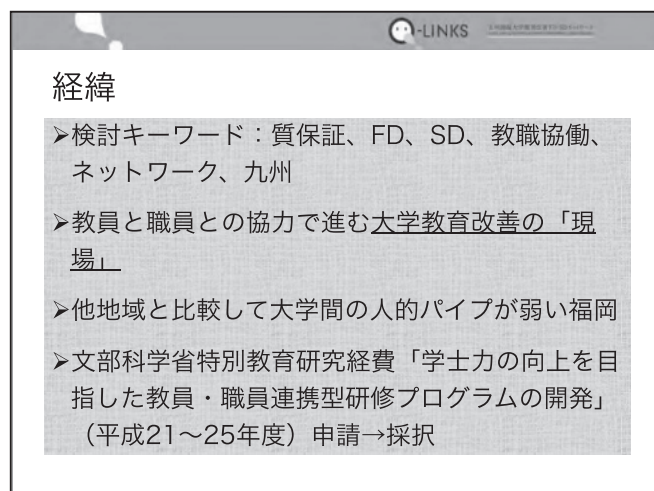 Q-LINKS
経緯
➢検討キーワード：質保証、FD、SD、教職協働、
ネットワーク、九州
➢教員と職員との協力で進む大学教育改善の「現
場」
➢他地域と比較して大学間の人的パイプが弱い福岡
➢文部科学省特別教育研究経費「学士力の向上を目
指した教員・職員連携型研修プログラムの開発」
（平成21〜25年度）申請→採択